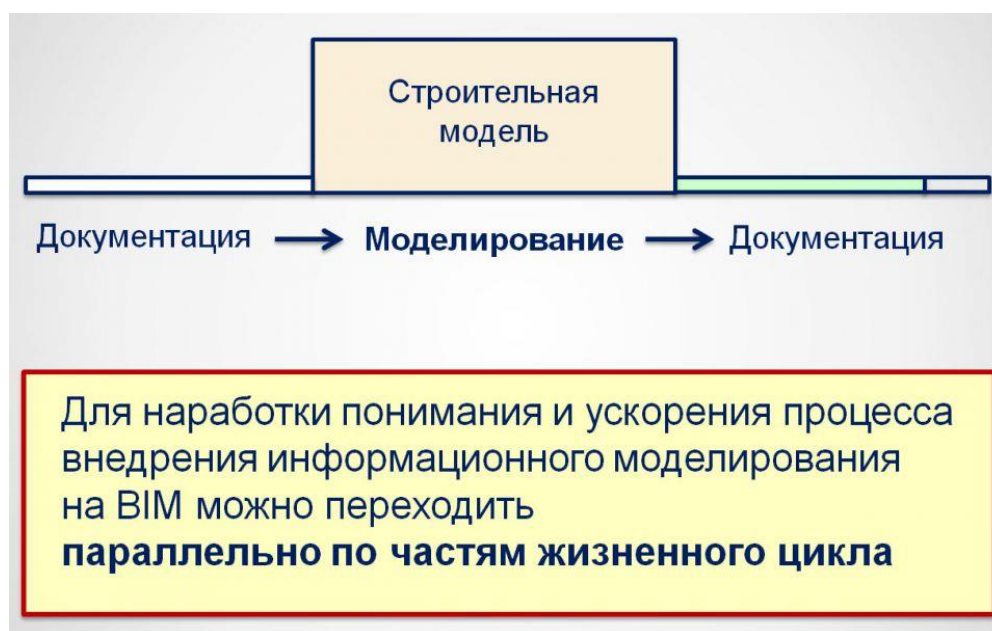 Строительная
модель
Документация → Моделирование → Документация
Для наработки понимания и ускорения процесса
внедрения информационного моделирования
на BIM можно переходить
параллельно по частям жизненного цикла